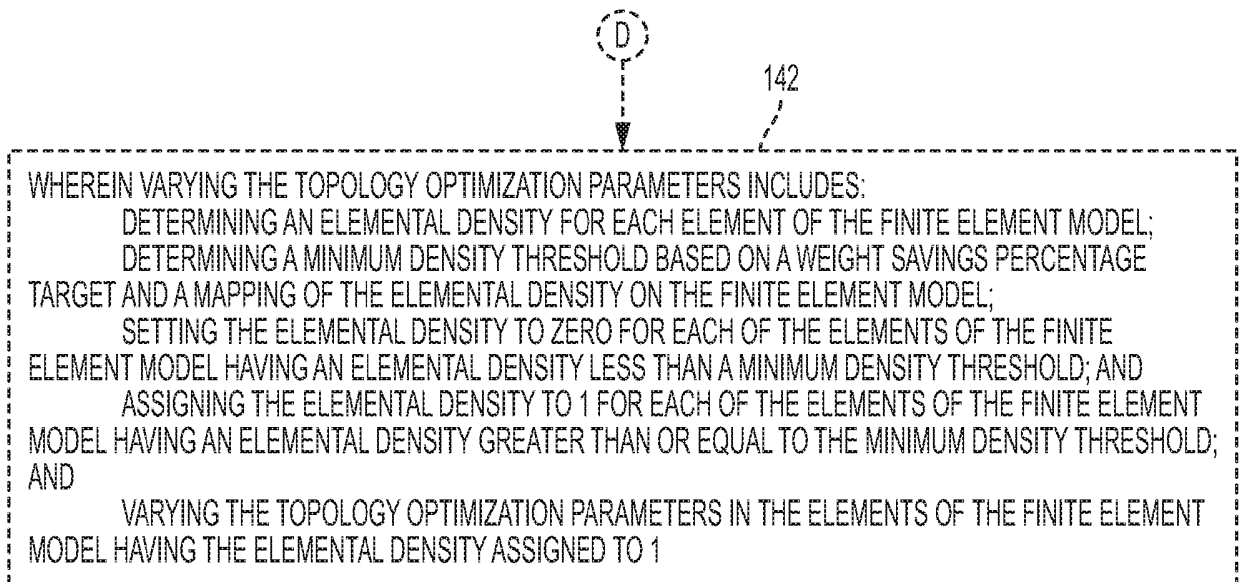 D
142
WHEREIN VARYING THE TOPOLOGY OPTIMIZATION PARAMETERS INCLUDES:
DETERMINING AN ELEMENTAL DENSITY FOR EACH ELEMENT OF THE FINITE ELEMENT MODEL;
DETERMINING A MINIMUM DENSITY THRESHOLD BASED ON A WEIGHT SAVINGS PERCENTAGE
TARGET AND A MAPPING OF THE ELEMENTAL DENSITY ON THE FINITE ELEMENT MODEL;
SETTING THE ELEMENTAL DENSITY TO ZERO FOR EACH OF THE ELEMENTS OF THE FINITE
ELEMENT MODEL HAVING AN ELEMENTAL DENSITY LESS THAN A MINIMUM DENSITY THRESHOLD; AND
ASSIGNING THE ELEMENTAL DENSITY TO 1 FOR EACH OF THE ELEMENTS OF THE FINITE ELEMENT
MODEL HAVING AN ELEMENTAL DENSITY GREATER THAN OR EQUAL TO THE MINIMUM DENSITY THRESHOLD;
AND
VARYING THE TOPOLOGY OPTIMIZATION PARAMETERS IN THE ELEMENTS OF THE FINITE ELEMENT
MODEL HAVING THE ELEMENTAL DENSITY ASSIGNED TO 1